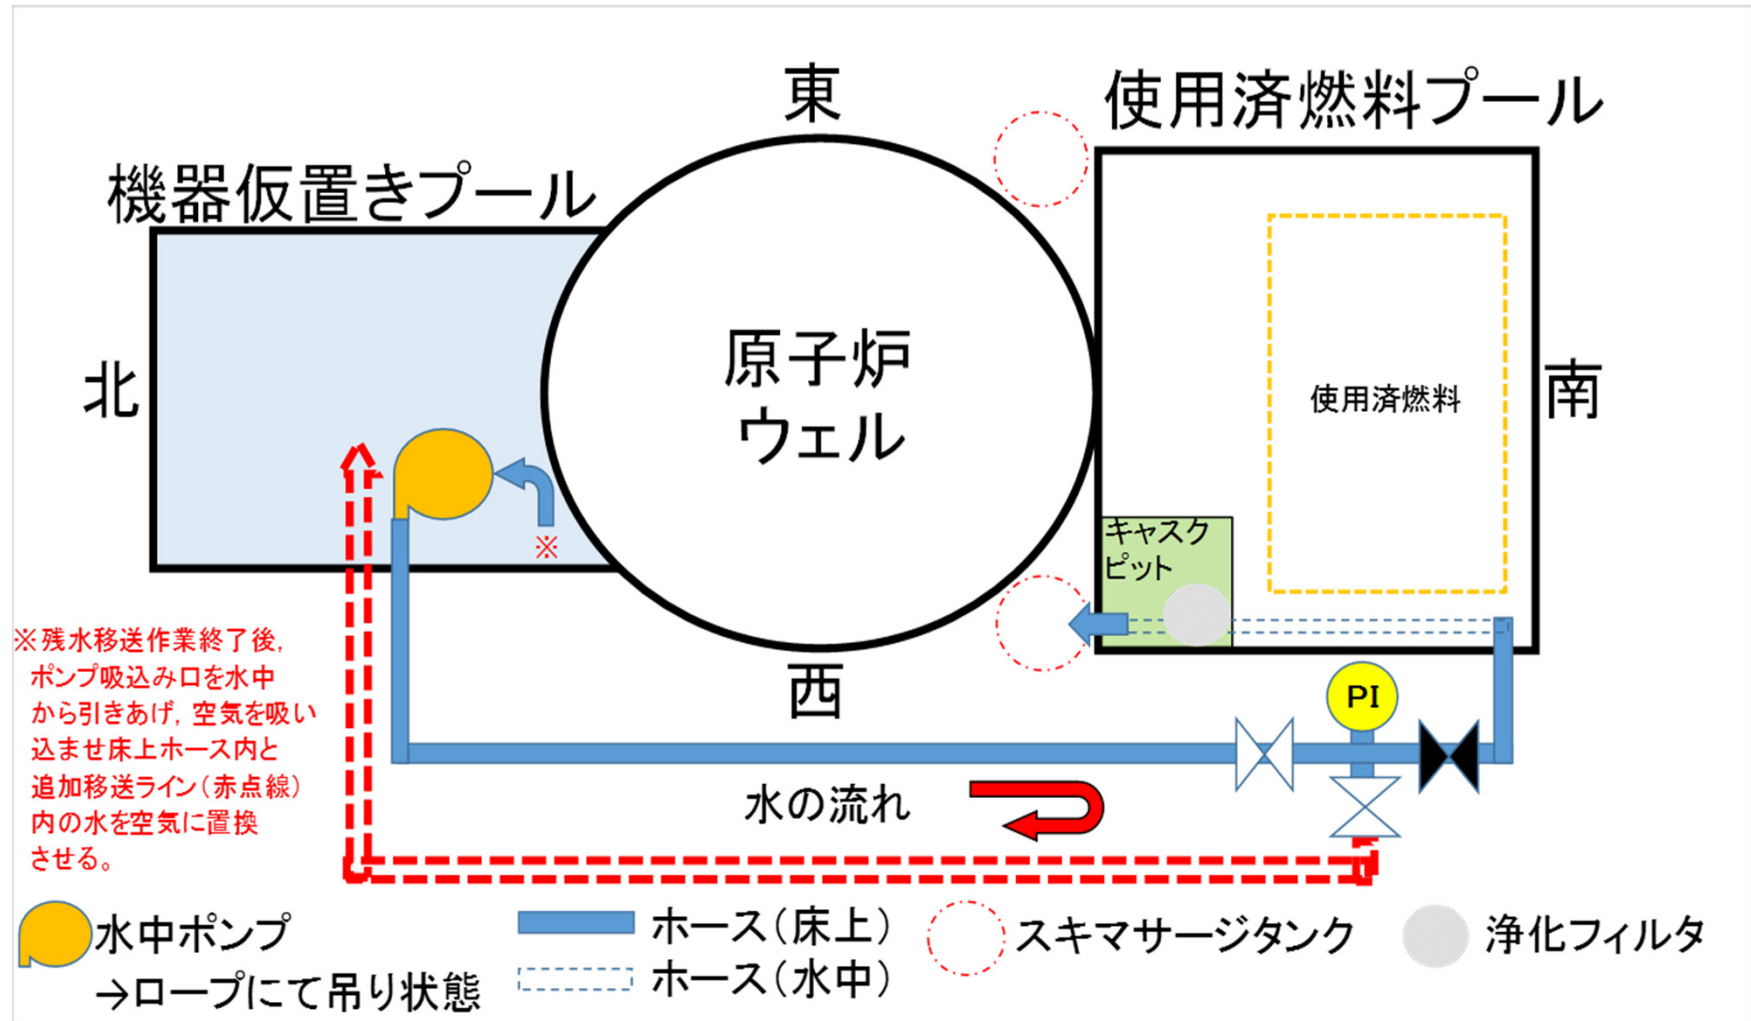 東
使用済燃料プール
機器仮置きプール
原子炉
ウェル
北
南
使用済燃料
キャスク
ピット
※
西
※残水移送作業終了後,
ポンプ吸込み口を水中
から引きあげ, 空気を吸い
込ませ床上ホース内と
追加移送ライン(赤点線)
内の水を空気に置換
させる。
PI
水の流れ
水中ポンプ
→ロープにて吊り状態
ホース(床上)
ホース(水中)
スキマサージタンク
浄化フィルタ